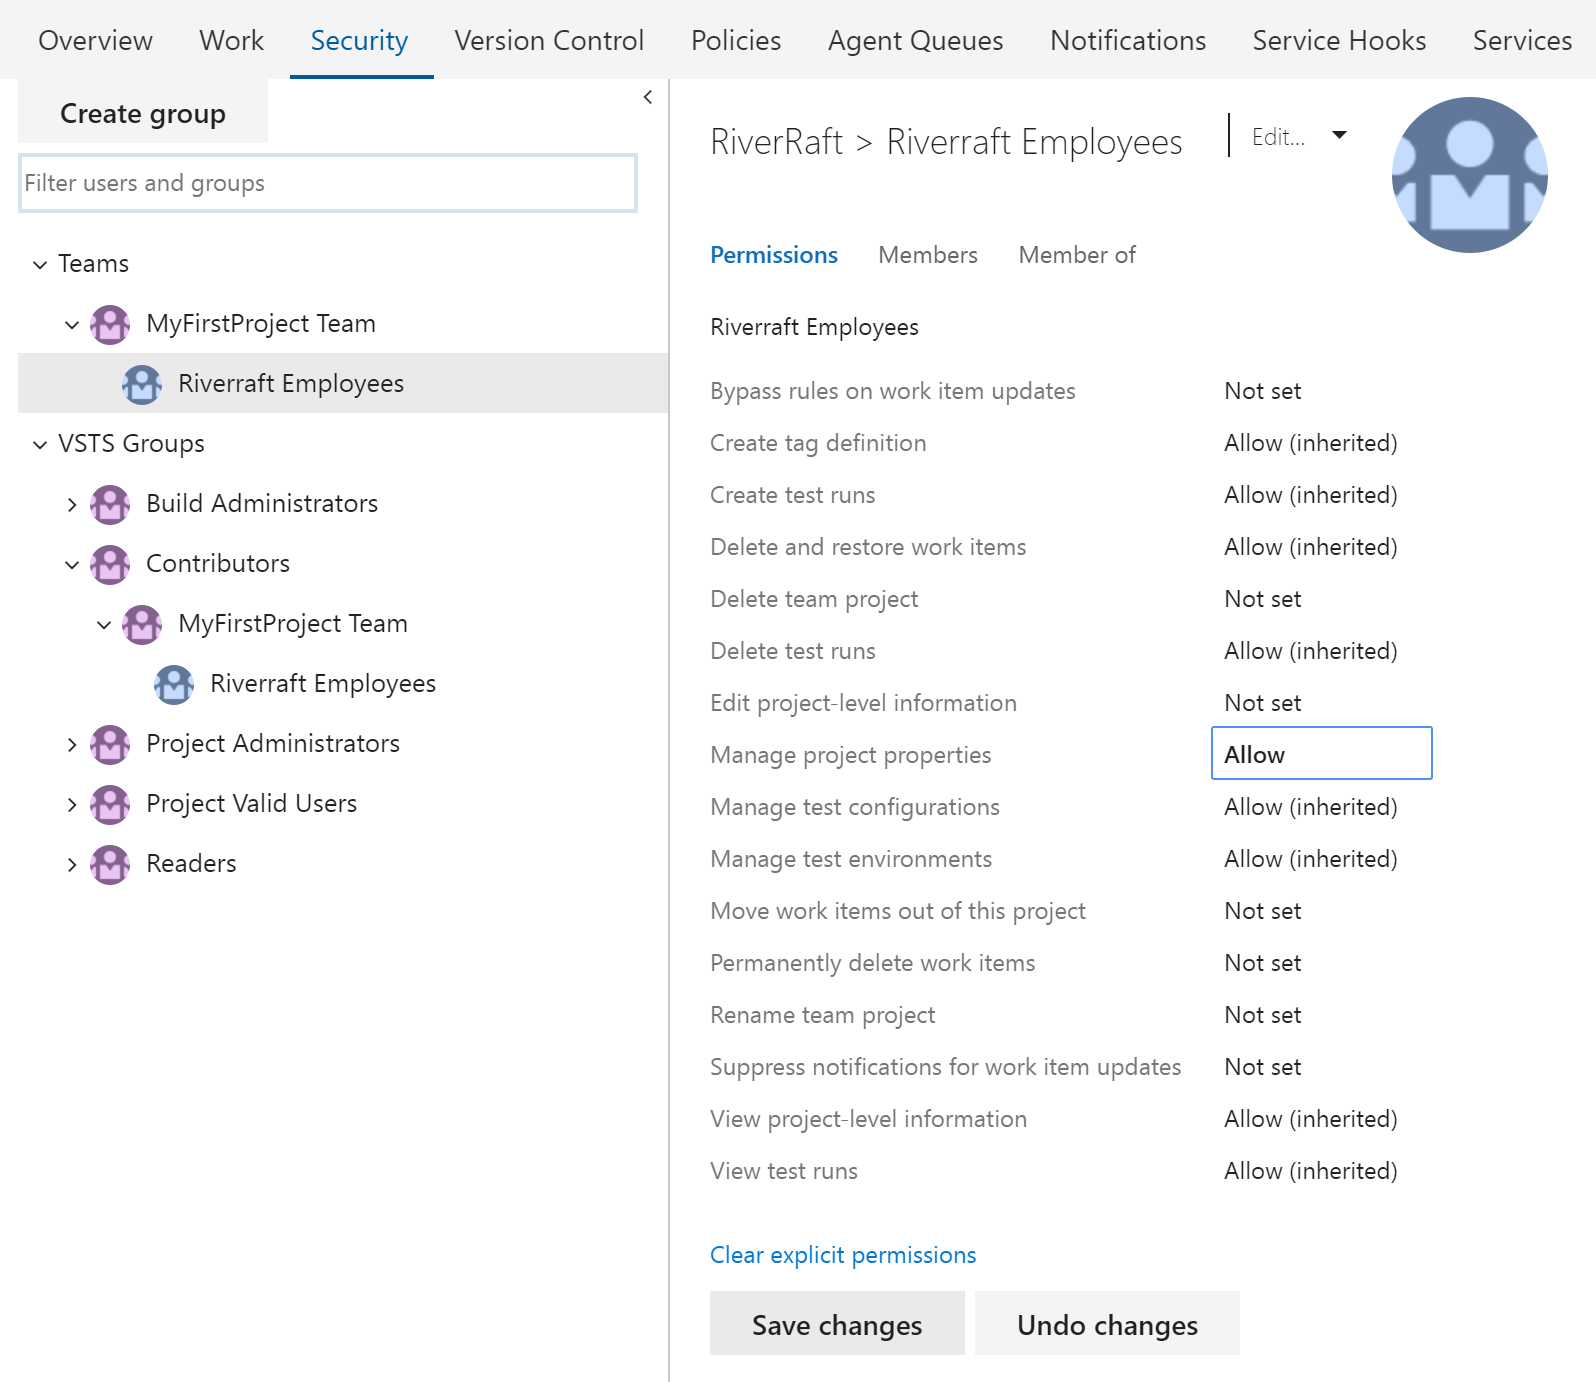 Overview Work Security Version Control Policies Agent Queues Notifications Service Hooks Services
Create group
Filter users and groups
Teams
MyFirstProject Team
Riverraft Employees
VSTS Groups
Build Administrators
Contributors
MyFirstProject Team
Riverraft Employees
Project Administrators
Project Valid Users
Readers
RiverRaft > Riverraft Employees Edit...
Permissions Members Member of
Riverraft Employees
Bypass rules on work item updates Not set
Create tag definition Allow (inherited)
Create test runs Allow (inherited)
Delete and restore work items Allow (inherited)
Delete team project Not set
Delete test runs Allow (inherited)
Edit project-level information Not set
Manage project properties Allow
Manage test configurations Allow (inherited)
Manage test environments Allow (inherited)
Move work items out of this project Not set
Permanently delete work items Not set
Rename team project Not set
Suppress notifications for work item updates Not set
View project-level information Allow (inherited)
View test runs Allow (inherited)
Clear explicit permissions
Save changes Undo changes